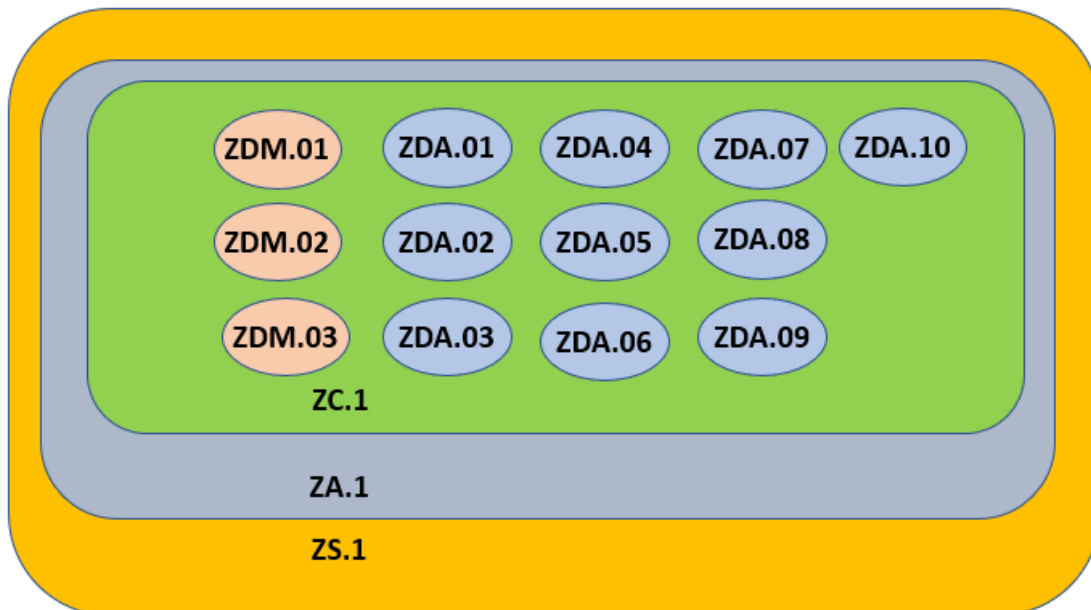 ZDM.01 ZDA.01 ZDA.04 ZDA.07 ZDA.10
ZDM.02 ZDA.02 ZDA.05 ZDA.08
ZDM.03 ZDA.03 ZDA.06 ZDA.09
ZC.1
ZA.1
ZS.1